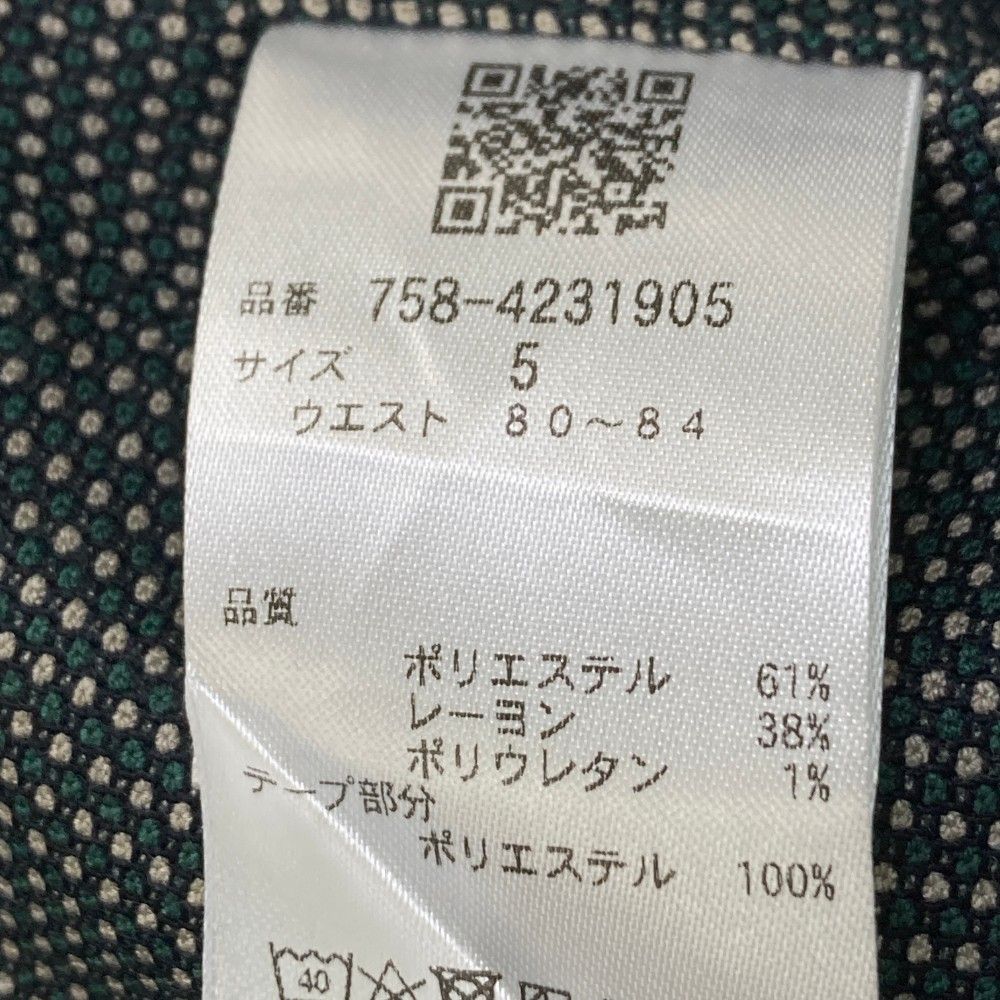 品番 758-4231905
サイズ 5
ウエスト 80〜84
品質
ポリエステル 61%
レーヨン 38%
ポリウレタン 1%
テープ部分
ポリエステル 100%
40